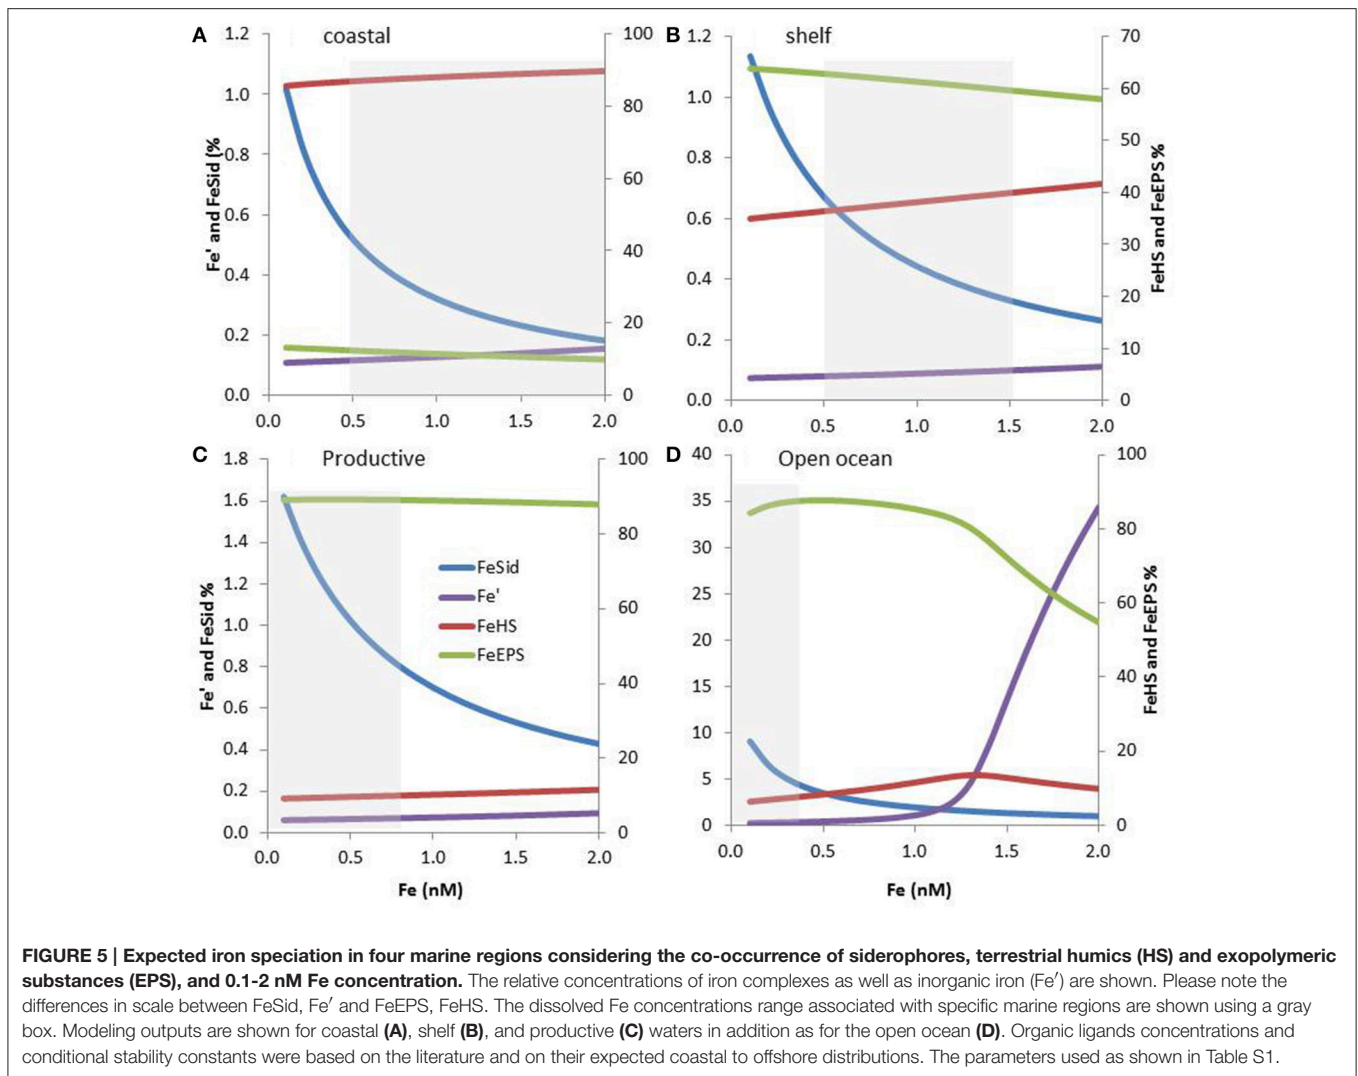 A
coastal
1.2
1.0
0.8
0.6
0.4
0.2
0.0
100
80
60
40
20
0
0.0 0.5 1.0 1.5 2.0
Fe' and FeSid (%
B
shelf
1.2
1.0
0.8
0.6
0.4
0.2
0.0
70
60
50
40
30
20
10
0
0.0 0.5 1.0 1.5 2.0
FeHS and FeEPS %
C
Productive
1.8
1.6
1.4
1.2
1.0
0.8
0.6
0.4
0.2
0.0
100
80
60
40
20
0
FeSid
Fe'
FeHS
FeEPS
0.0 0.5 1.0 1.5 2.0
Fe' and FeSid %
Fe (nM)
D
Open ocean
40
35
30
25
20
15
10
5
0
100
80
60
40
20
0
0.0 0.5 1.0 1.5 2.0
FeHS and FeEPS %
Fe (nM)
FIGURE 5 | Expected iron speciation in four marine regions considering the co-occurrence of siderophores, terrestrial humics (HS) and exopolymeric
substances (EPS), and 0.1-2 nM Fe concentration. The relative concentrations of iron complexes as well as inorganic iron (Fe′) are shown. Please note the
differences in scale between FeSid, Fe′ and FeEPS, FeHS. The dissolved Fe concentrations range associated with specific marine regions are shown using a gray
box. Modeling outputs are shown for coastal (A), shelf (B), and productive (C) waters in addition as for the open ocean (D). Organic ligands concentrations and
conditional stability constants were based on the literature and on their expected coastal to offshore distributions. The parameters used as shown in Table S1.